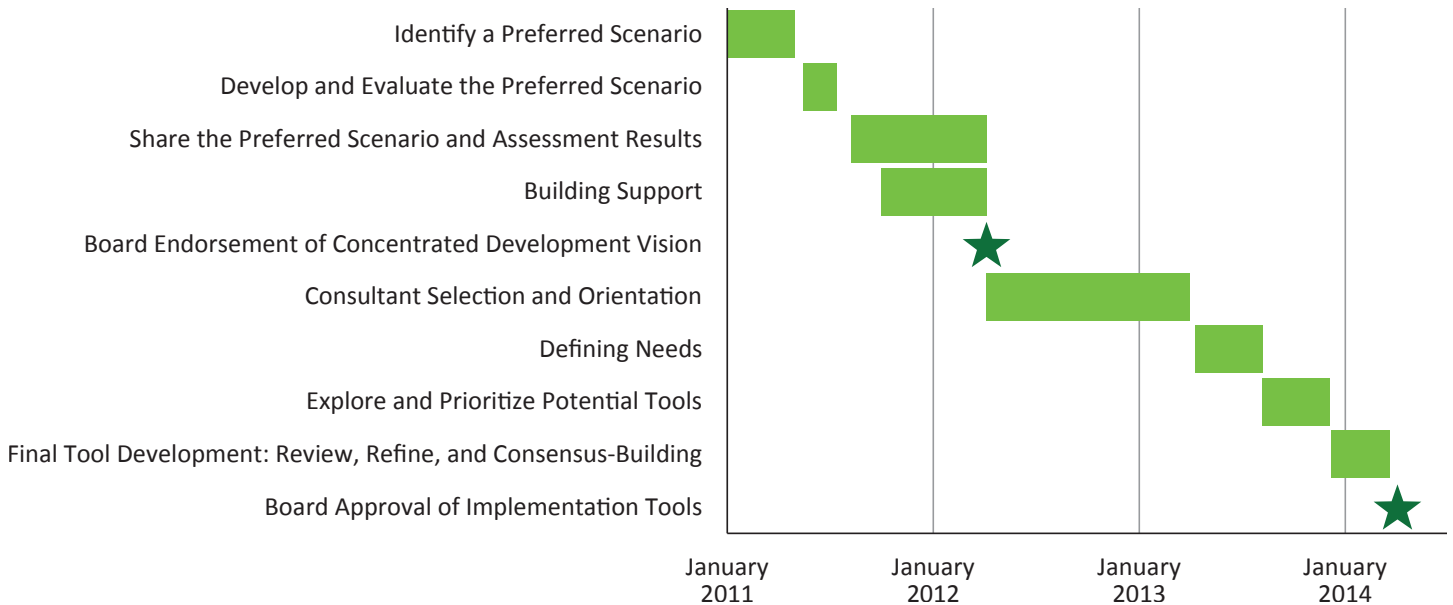 Identify a Preferred Scenario
Develop and Evaluate the Preferred Scenario
Share the Preferred Scenario and Assessment Results
Building Support
Board Endorsement of Concentrated Development Vision
Consultant Selection and Orientation
Defining Needs
Explore and Prioritize Potential Tools
Final Tool Development: Review, Refine, and Consensus-Building
Board Approval of Implementation Tools
January
2011
January
2012
January
2013
January
2014